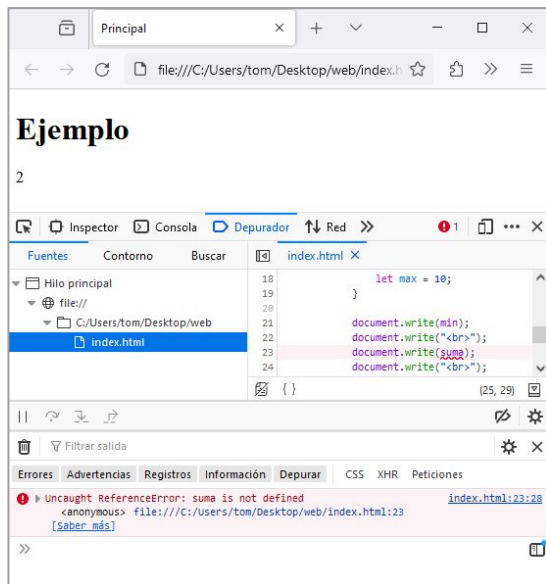 Principal
file:///C:/Users/tom/Desktop/web/index.h
Ejemplo
2
Inspector Consola Depurador Red 1
Fuentes Contorno Buscar index.html
Hilo principal
file://
C:/Users/tom/Desktop/web
index.html
18 let max = 10;
19 }
20
21 document.write(min);
22 document.write("<br>");
23 document.write(suma);
24 document.write("<br>");
{ } (25, 29)
Filtrar salida
Errores Advertencias Registros Información Depurar CSS XHR Peticiones
Uncaught ReferenceError: suma is not defined index.html:23:28
<anonymous> file:///C:/Users/tom/Desktop/web/index.html:23
[Saber más]